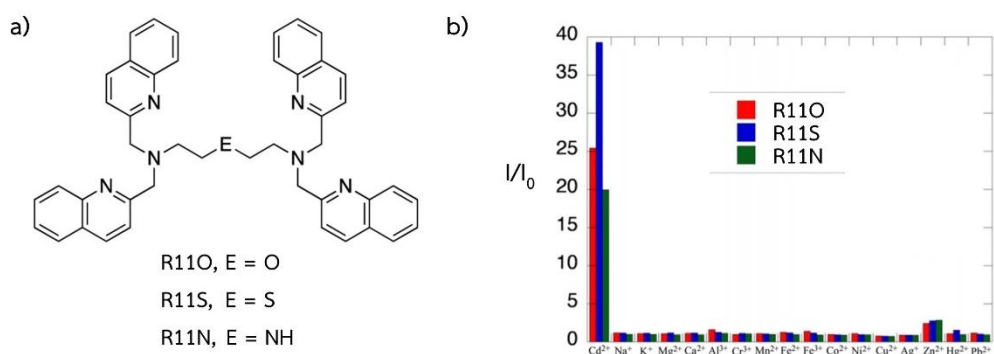 a)
N
N
N
E
N
N
N
R11O, E = O
R11S, E = S
R11N, E = NH
b)
I/I0
40
35
30
25
20
15
10
5
0
R11O
R11S
R11N
Cd2+ Na+ K+ Mg2+ Ca2+ Al3+ Cr3+ Mn2+ Fe2+ Fe3+ Co2+ Ni2+ Cu2+ Ag+ Zn2+ Hg2+ Pb2+